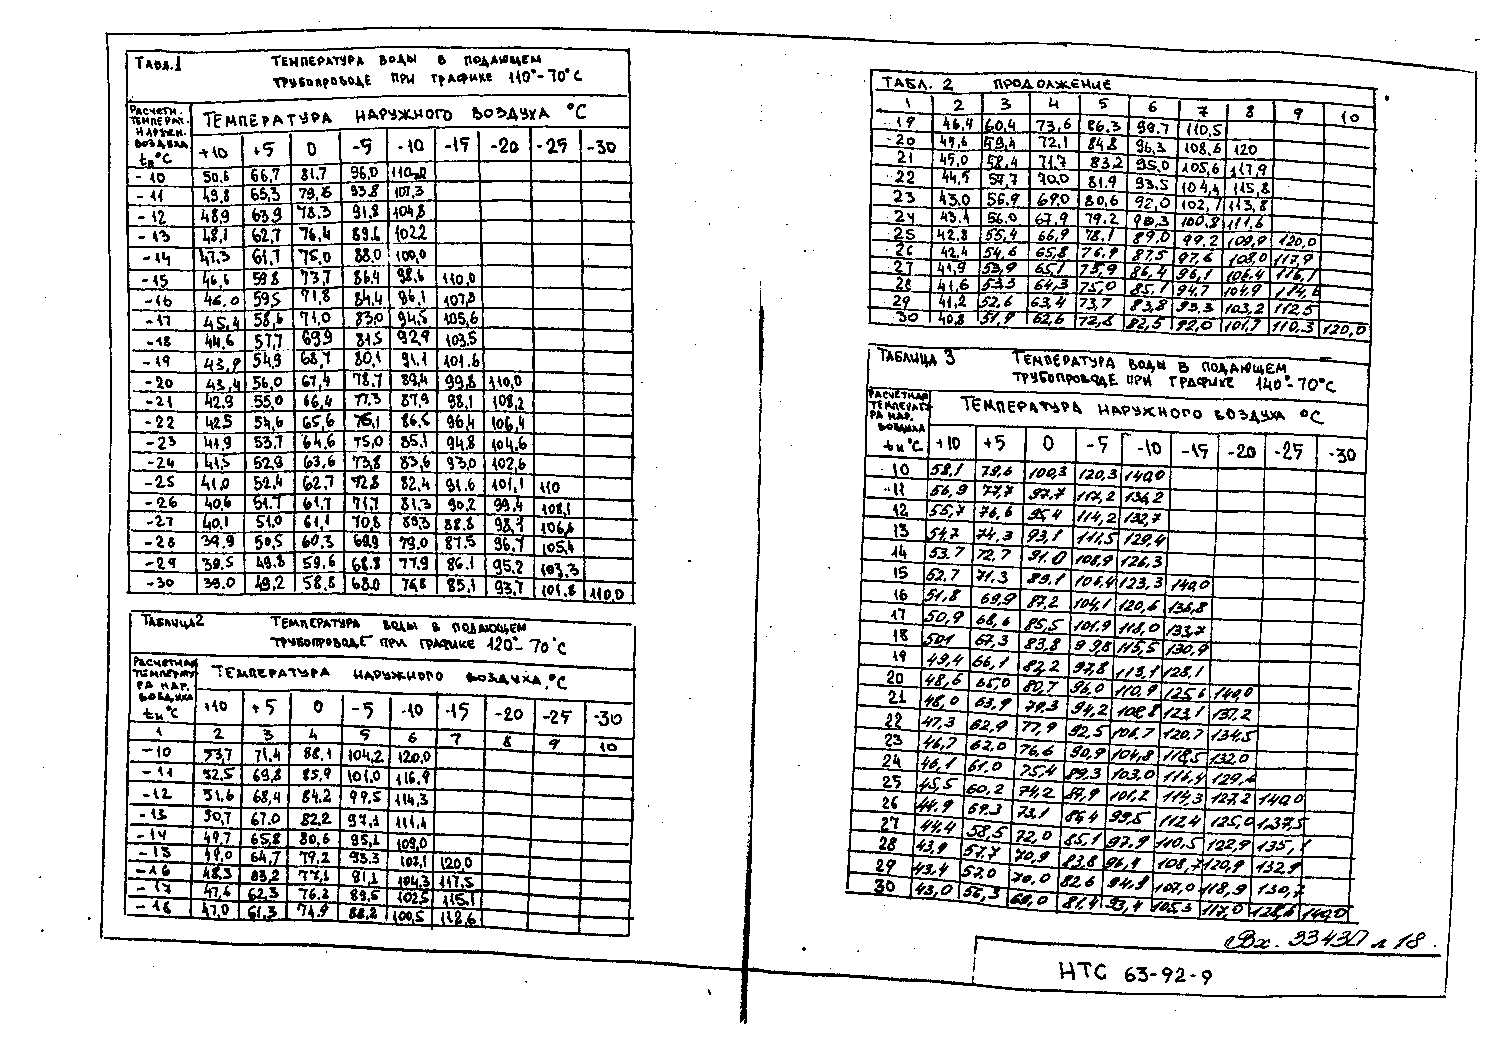 Табл.1 Температура воды в подающем
трубопроводе при графике 110°-70°С
Расчетн. температ. наружн. воздуха tн°С
Температура наружного воздуха °С
+10 +5 0 -5 -10 -15 -20 -25 -30
-10 50,6 66,7 81.7 96,0 110,0
-11 49,8 65,3 79,8 93,8 107,3
-12 48,9 63,9 78,3 91,8 104,8
-13 48,1 62,7 76,4 89,6 102,2
-14 47,3 61,7 75,0 88,0 100,0
-15 46,6 59,8 73,7 86,4 98,6 110,0
-16 46,0 59,5 71,8 84,4 96,1 107,8
-17 45,4 58,6 71,0 83,0 94,5 105,6
-18 44,6 57,7 69,9 81,5 92,9 103,5
-19 43,9 54,9 68,7 80,1 91,1 101,6
-20 43,4 56,0 67,4 78,7 89,4 99,8 110,0
-21 42,9 55,0 66,4 77,3 87,9 98,1 108,2
-22 42,5 54,6 65,6 76,1 86,5 96,4 106,4
-23 41,9 53,7 64,6 75,0 85,1 94,8 104,6
-24 41,5 52,9 63,6 73,8 83,6 93,0 102,6
-25 41,0 52,4 62,7 72,8 82,4 91,6 101,1 110
-26 40,6 51,7 61,7 71,7 81,3 90,2 99,4 108,1
-27 40,1 51,0 61,1 70,8 80,3 88,8 98,7 106,6
-28 39,9 50,5 60,3 69,9 79,0 87,5 96,7 105,4
-29 39,5 49,8 59,6 68,8 77,9 86,1 95,2 103,3
-30 39,0 49,2 58,8 68,0 76,8 85,1 93,7 101,8 110,0
Таблица 2 Температура воды в подающем
трубопроводе при графике 120°-70°С
Расчетная температура нар. воздуха tн°С
Температура наружного воздуха, °С
+10 +5 0 -5 -10 -15 -20 -25 -30
1 2 3 4 5 6 7 8 9 10
-10 53,7 71,4 88,1 104,2 120,0
-11 52,5 69,8 85,9 101,0 116,9
-12 51,6 68,4 84,2 99,5 114,3
-13 50,7 67,0 82,2 97,1 111,4
-14 49,7 65,8 80,6 95,1 109,0
-15 49,0 64,7 79,2 93,3 107,1 120,0
-16 48,3 63,2 77,1 81,1 104,3 117,5
-17 47,6 62,3 76,2 89,5 102,5 115,1
-18 47,0 61,3 74,9 88,2 100,5 112,6
Табл. 2 продолжение
1 2 3 4 5 6 7 8 9 10
-19 46,4 60,4 73,6 86,3 99,7 110,5
-20 45,6 59,4 72,1 84,8 96,3 108,6 120
21 45,0 58,4 71,7 83,2 95,0 105,6 117,9
22 44,5 57,7 70,0 81,9 93,5 104,4 115,8
23 43,0 56,9 69,0 80,6 92,0 102,7 113,8
24 43,4 56,0 67,9 79,2 90,3 100,8 111,6
25 42,8 55,4 66,9 78,1 89,0 99,2 109,9 120,0
26 42,4 54,6 65,8 76,9 87,5 97,6 108,0 117,9
27 41,9 53,9 65,1 75,9 86,4 96,1 106,4 116,1
28 41,6 53,3 64,3 75,0 85,1 94,7 104,9 114,6
29 41,2 52,6 63,4 73,7 83,8 93,3 103,2 112,5
30 40,8 51,9 62,6 72,8 82,5 92,0 101,7 110,3 120,0
Таблица 3 Температура воды в подающем
трубопроводе при графике 140°-70°С
Расчетная температура нар. воздуха tн°С
Температура наружного воздуха °С
+10 +5 0 -5 -10 -15 -20 -25 -30
10 58,1 79,6 100,3 120,3 140,0
11 56,9 77,7 97,7 117,2 136,2
12 55,7 76,6 95,4 114,2 132,7
13 54,7 74,3 93,1 111,5 129,4
14 53,7 72,7 91,0 108,9 126,3
15 52,7 71,3 89,1 106,4 123,3 140,0
16 51,8 69,9 87,2 104,1 120,6 136,8
17 50,9 68,6 85,5 101,9 118,0 133,7
18 50,1 67,3 83,8 99,8 115,5 130,9
19 49,4 66,1 82,2 97,8 113,1 128,1
20 48,6 65,0 80,7 96,0 110,9 125,6 140,0
21 48,0 63,9 79,3 94,2 108,8 123,1 137,2
22 47,3 62,9 77,9 92,5 106,7 120,7 134,5
23 46,7 62,0 76,6 90,9 104,8 118,5 132,0
24 46,1 61,0 75,4 89,3 103,0 116,4 129,6
25 45,5 60,2 74,2 87,9 101,2 114,3 127,2 140,0
26 44,9 59,3 73,1 86,4 99,5 112,4 125,0 137,5
27 44,4 58,5 72,0 85,1 97,9 110,5 122,9 135,1
28 43,9 57,7 70,9 83,8 96,4 108,7 120,9 132,9
29 43,4 57,0 70,0 82,6 94,9 107,0 118,9 130,7
30 43,0 56,3 69,0 81,4 93,4 105,3 117,0 128,6 140,0
Вх. 33430 л 18.
НТС 63-92-9